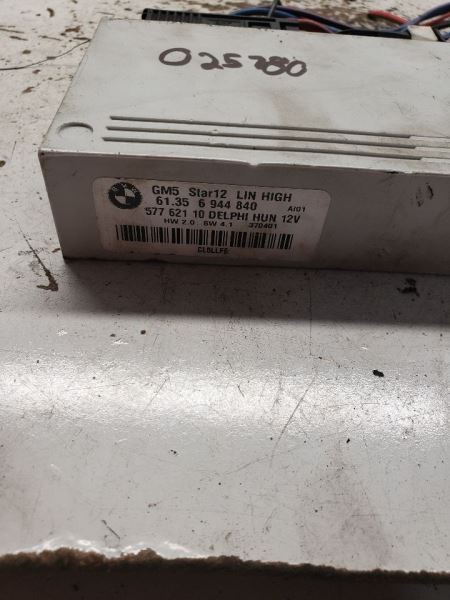 025280
GM5 Star12 LIN HIGH
61.35 6 944 840 AI01
577 621 10 DELPHI HUN 12V
HW 2.0 SW 4.1 370401